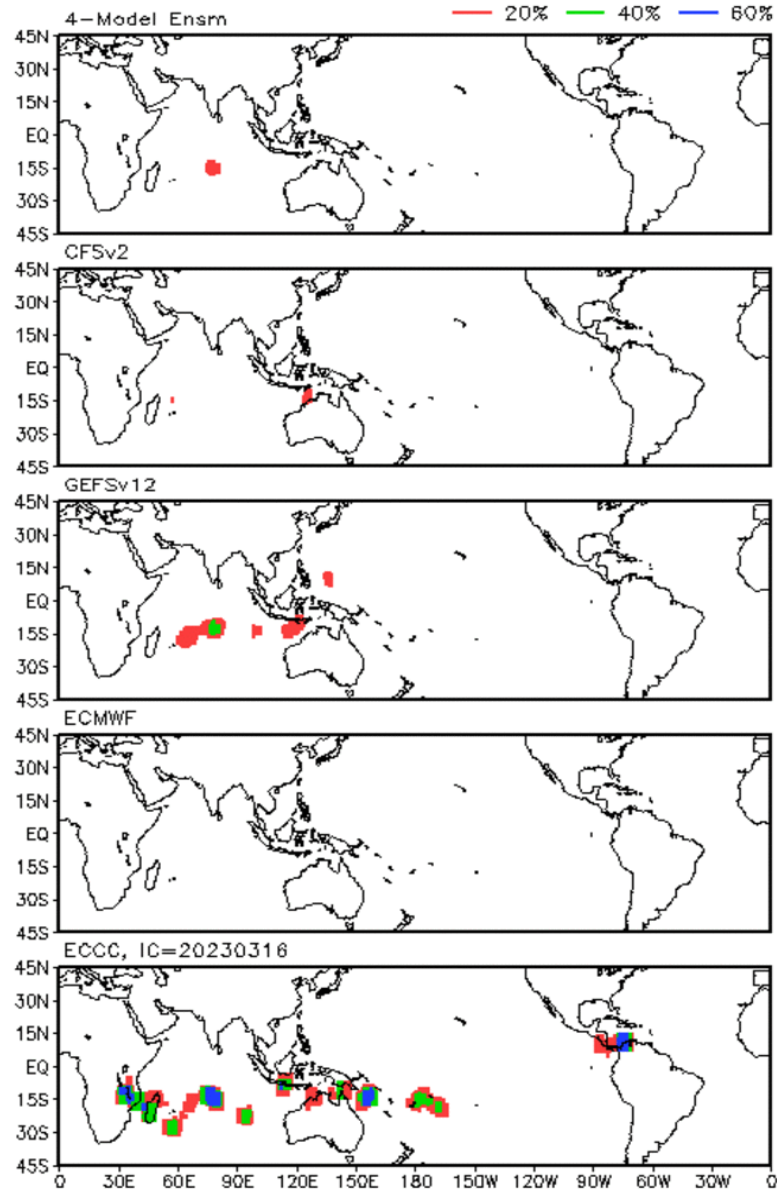 4-Model Ensm 20% 40% 60%
45N
30N
15N
EQ
15S
30S
45S
CFSv2
45N
30N
15N
EQ
15S
30S
45S
GEFSv12
45N
30N
15N
EQ
15S
30S
45S
ECMWF
45N
30N
15N
EQ
15S
30S
45S
ECCC, IC=20230316
45N
30N
15N
EQ
15S
30S
45S
0 30E 60E 90E 120E 150E 180 150W 120W 90W 60W 30W 0